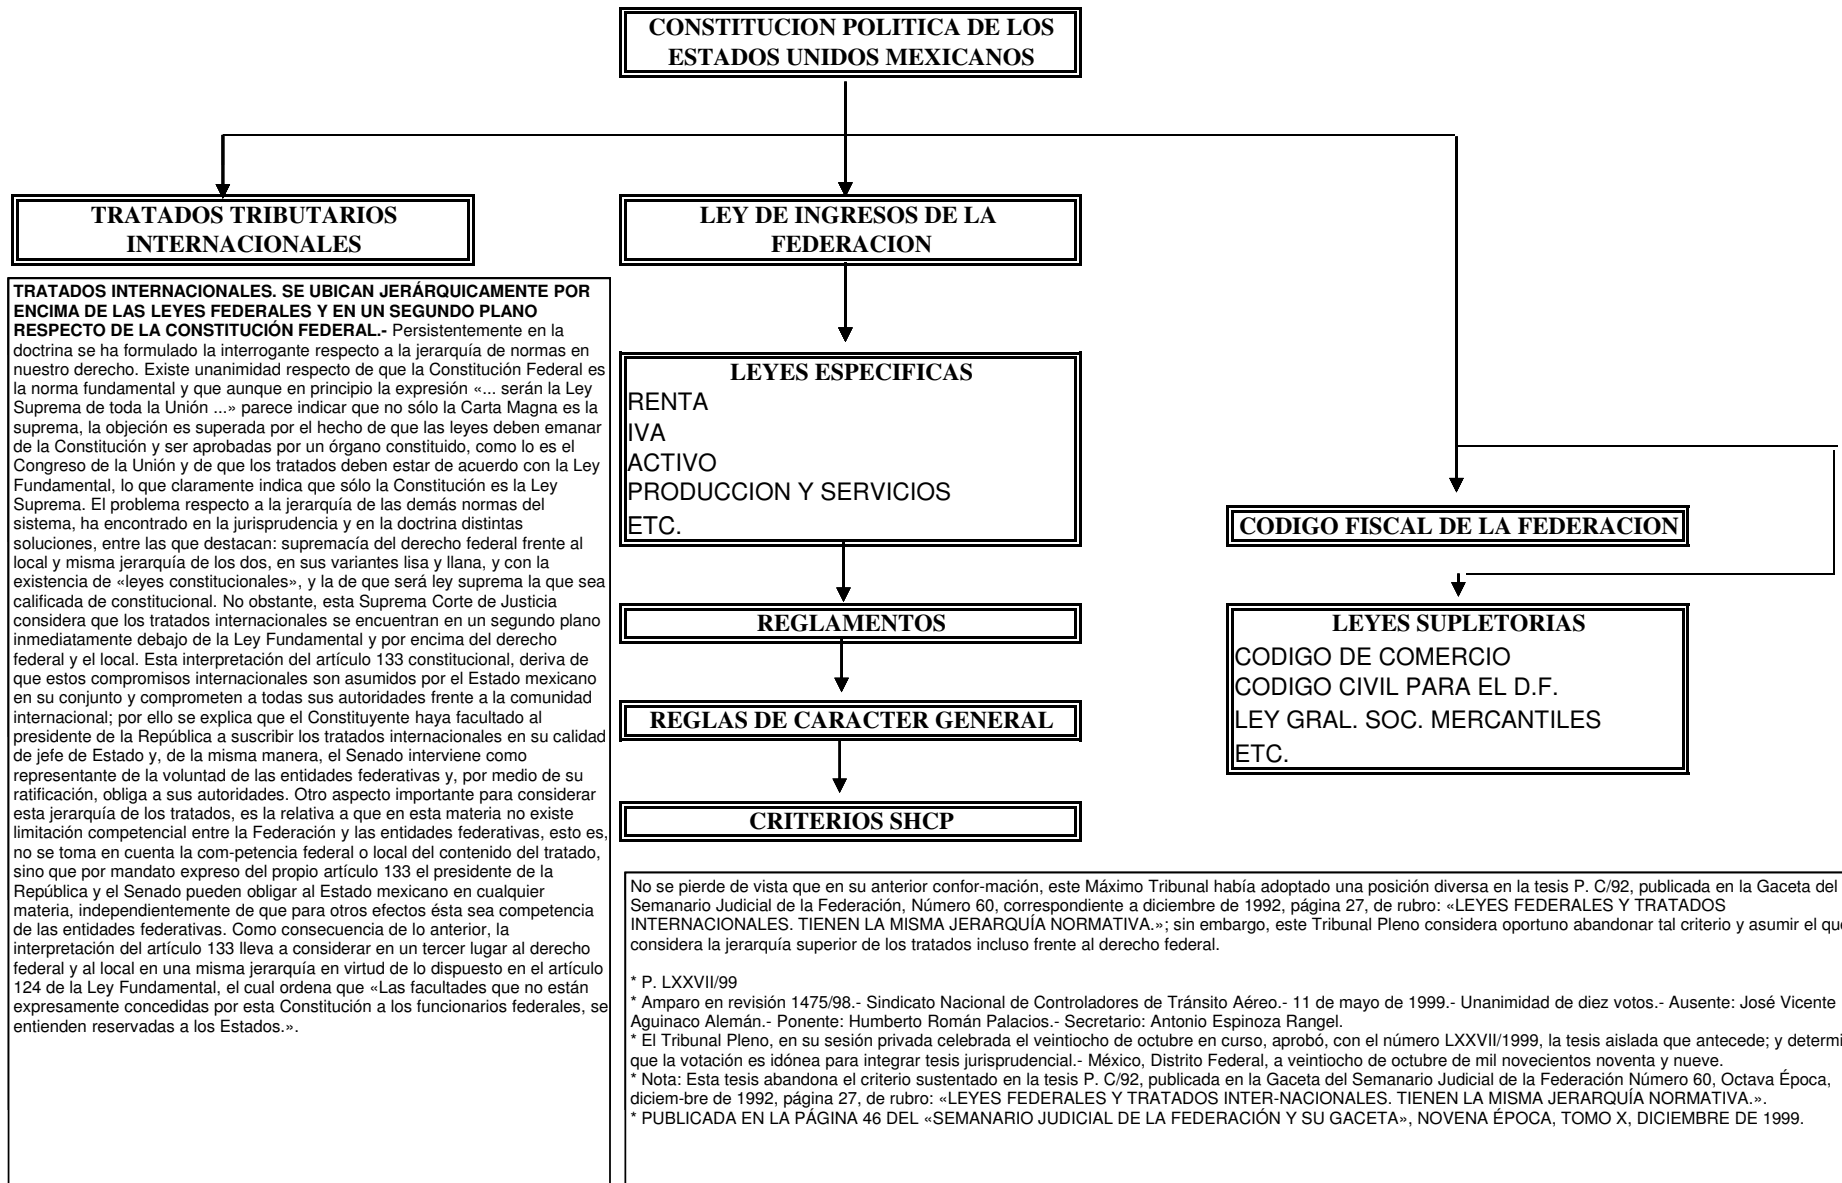 CONSTITUCION POLITICA DE LOS
ESTADOS UNIDOS MEXICANOS
TRATADOS TRIBUTARIOS
INTERNACIONALES
LEY DE INGRESOS DE LA
FEDERACION
TRATADOS INTERNACIONALES. SE UBICAN JERÁRQUICAMENTE POR
ENCIMA DE LAS LEYES FEDERALES Y EN UN SEGUNDO PLANO
RESPECTO DE LA CONSTITUCIÓN FEDERAL.- Persistentemente en la
doctrina se ha formulado la interrogante respecto a la jerarquía de normas en
nuestro derecho. Existe unanimidad respecto de que la Constitución Federal es
la norma fundamental y que aunque en principio la expresión «... serán la Ley
Suprema de toda la Unión ...» parece indicar que no sólo la Carta Magna es la
suprema, la objeción es superada por el hecho de que las leyes deben emanar
de la Constitución y ser aprobadas por un órgano constituido, como lo es el
Congreso de la Unión y de que los tratados deben estar de acuerdo con la Ley
Fundamental, lo que claramente indica que sólo la Constitución es la Ley
Suprema. El problema respecto a la jerarquía de las demás normas del
sistema, ha encontrado en la jurisprudencia y en la doctrina distintas
soluciones, entre las que destacan: supremacía del derecho federal frente al
local y misma jerarquía de los dos, en sus variantes lisa y llana, y con la
existencia de «leyes constitucionales», y la de que será ley suprema la que sea
calificada de constitucional. No obstante, esta Suprema Corte de Justicia
considera que los tratados internacionales se encuentran en un segundo plano
inmediatamente debajo de la Ley Fundamental y por encima del derecho
federal y el local. Esta interpretación del artículo 133 constitucional, deriva de
que estos compromisos internacionales son asumidos por el Estado mexicano
en su conjunto y comprometen a todas sus autoridades frente a la comunidad
internacional; por ello se explica que el Constituyente haya facultado al
presidente de la República a suscribir los tratados internacionales en su calidad
de jefe de Estado y, de la misma manera, el Senado interviene como
representante de la voluntad de las entidades federativas y, por medio de su
ratificación, obliga a sus autoridades. Otro aspecto importante para considerar
esta jerarquía de los tratados, es la relativa a que en esta materia no existe
limitación competencial entre la Federación y las entidades federativas, esto es,
no se toma en cuenta la com-petencia federal o local del contenido del tratado,
sino que por mandato expreso del propio artículo 133 el presidente de la
República y el Senado pueden obligar al Estado mexicano en cualquier
materia, independientemente de que para otros efectos ésta sea competencia
de las entidades federativas. Como consecuencia de lo anterior, la
interpretación del artículo 133 lleva a considerar en un tercer lugar al derecho
federal y al local en una misma jerarquía en virtud de lo dispuesto en el artículo
124 de la Ley Fundamental, el cual ordena que «Las facultades que no están
expresamente concedidas por esta Constitución a los funcionarios federales, se
entienden reservadas a los Estados.».
LEYES ESPECIFICAS
RENTA
IVA
ACTIVO
PRODUCCION Y SERVICIOS
ETC.
REGLAMENTOS
REGLAS DE CARACTER GENERAL
CRITERIOS SHCP
CODIGO FISCAL DE LA FEDERACION
LEYES SUPLETORIAS
CODIGO DE COMERCIO
CODIGO CIVIL PARA EL D.F.
LEY GRAL. SOC. MERCANTILES
ETC.
No se pierde de vista que en su anterior confor-mación, este Máximo Tribunal había adoptado una posición diversa en la tesis P. C/92, publicada en la Gaceta del
Semanario Judicial de la Federación, Número 60, correspondiente a diciembre de 1992, página 27, de rubro: «LEYES FEDERALES Y TRATADOS
INTERNACIONALES. TIENEN LA MISMA JERARQUÍA NORMATIVA.»; sin embargo, este Tribunal Pleno considera oportuno abandonar tal criterio y asumir el que
considera la jerarquía superior de los tratados incluso frente al derecho federal.
* P. LXXVII/99
* Amparo en revisión 1475/98.- Sindicato Nacional de Controladores de Tránsito Aéreo.- 11 de mayo de 1999.- Unanimidad de diez votos.- Ausente: José Vicente
Aguinaco Alemán.- Ponente: Humberto Román Palacios.- Secretario: Antonio Espinoza Rangel.
* El Tribunal Pleno, en su sesión privada celebrada el veintiocho de octubre en curso, aprobó, con el número LXXVII/1999, la tesis aislada que antecede; y determi
que la votación es idónea para integrar tesis jurisprudencial.- México, Distrito Federal, a veintiocho de octubre de mil novecientos noventa y nueve.
* Nota: Esta tesis abandona el criterio sustentado en la tesis P. C/92, publicada en la Gaceta del Semanario Judicial de la Federación Número 60, Octava Época,
diciem-bre de 1992, página 27, de rubro: «LEYES FEDERALES Y TRATADOS INTER-NACIONALES. TIENEN LA MISMA JERARQUÍA NORMATIVA.».
* PUBLICADA EN LA PÁGINA 46 DEL «SEMANARIO JUDICIAL DE LA FEDERACIÓN Y SU GACETA», NOVENA ÉPOCA, TOMO X, DICIEMBRE DE 1999.